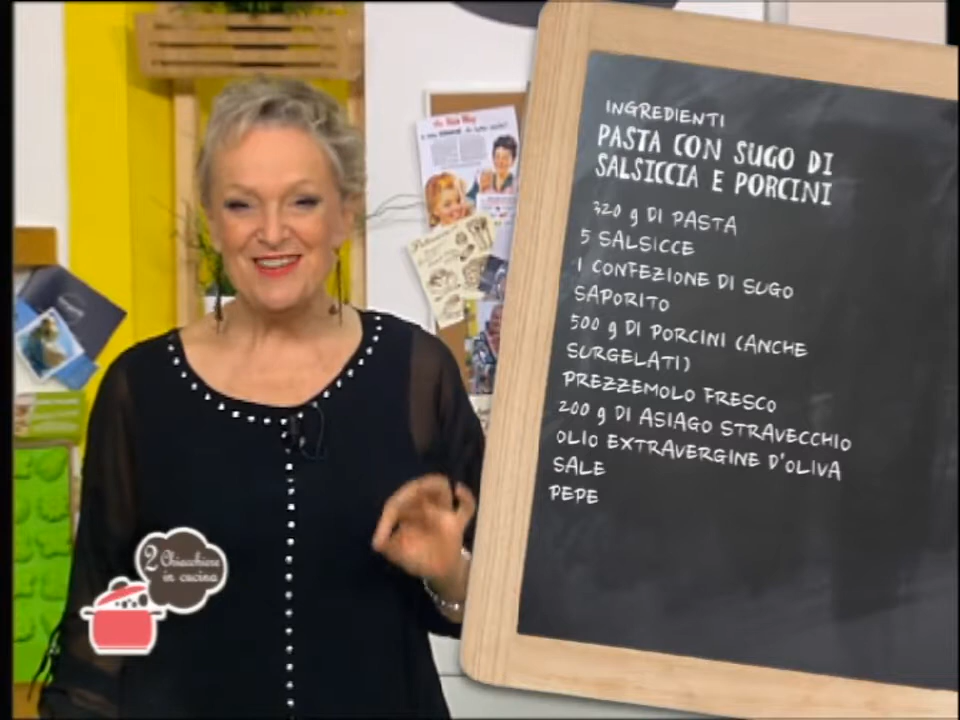 INGREDIENTI
PASTA CON SUGO DI
SALSICCIA E PORCINI
320 g DI PASTA
5 SALSICCE
1 CONFEZIONE DI SUGO
SAPORITO
500 g DI PORCINI (ANCHE
SURGELATI)
PREZZEMOLO FRESCO
200 g DI ASIAGO STRAVECCHIO
OLIO EXTRAVERGINE D'OLIVA
SALE
PEPE
2 Chiacchiere
in cucina